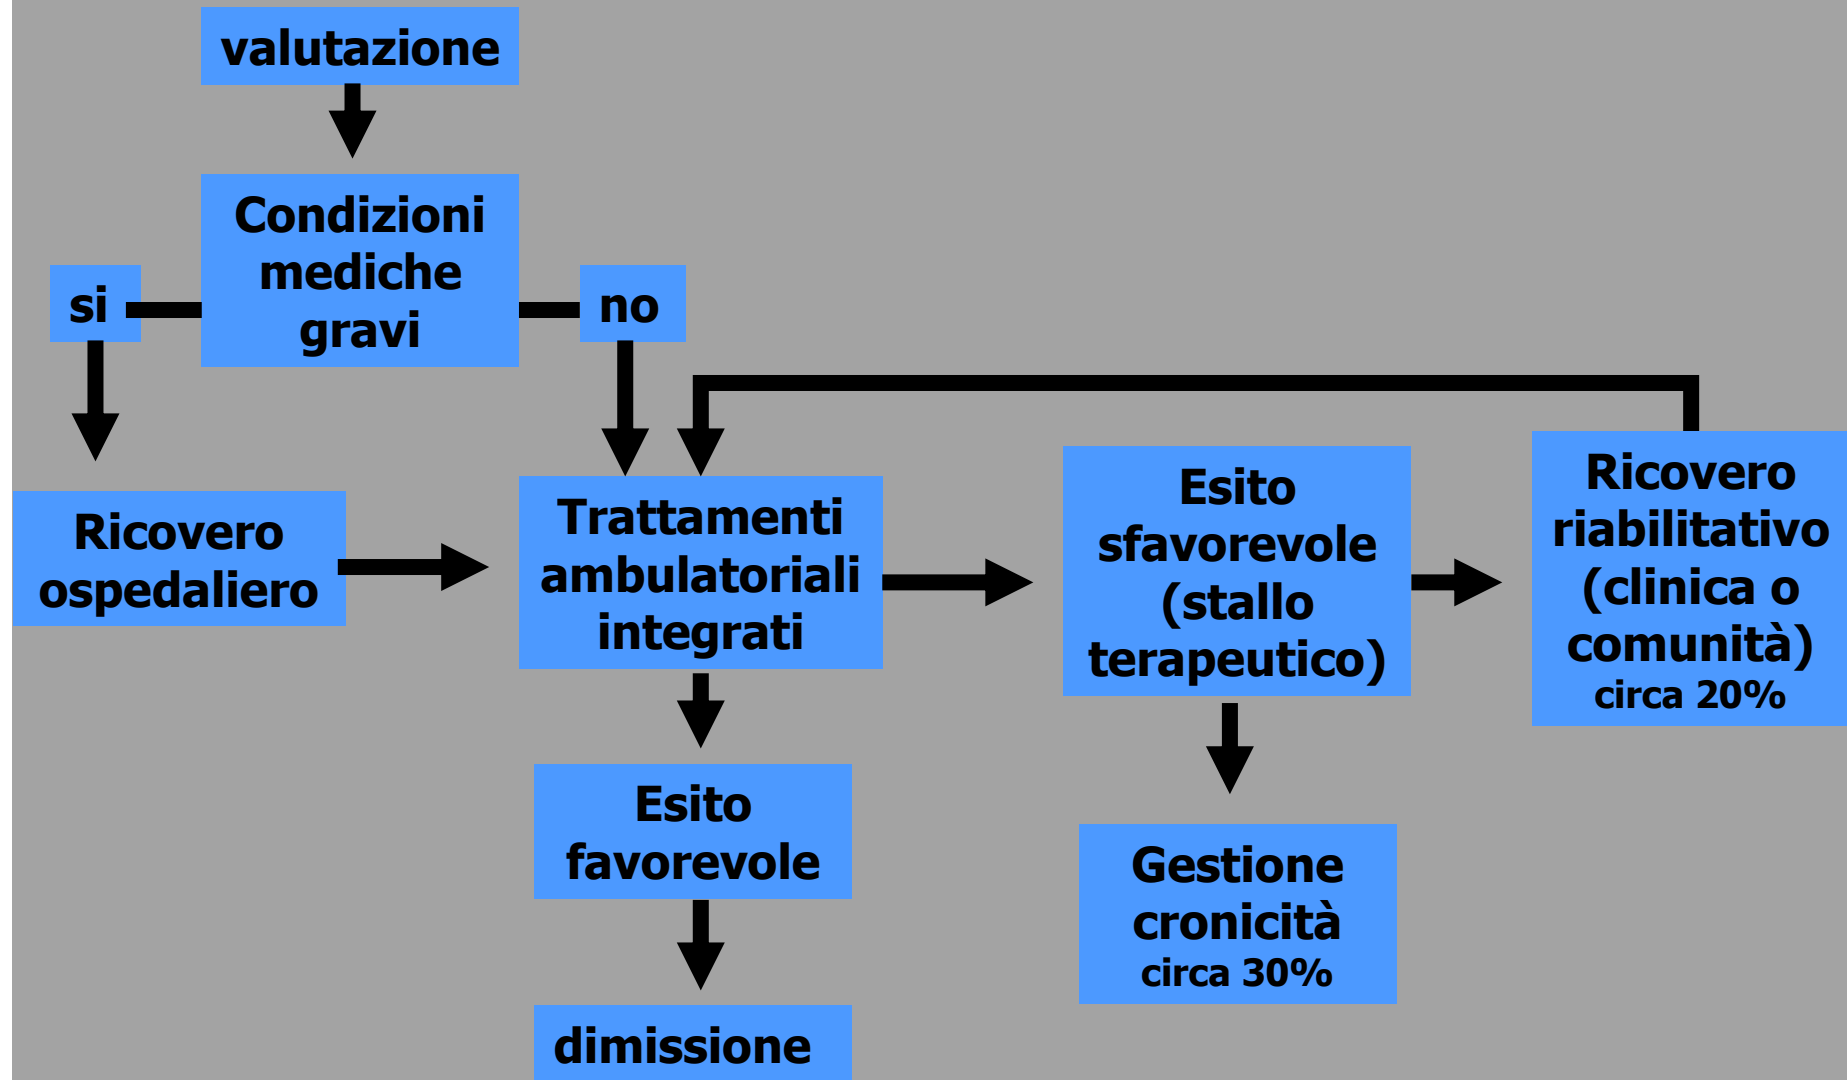 valutazione
Condizioni
mediche
gravi
si
no
Ricovero
ospedaliero
Trattamenti
ambulatoriali
integrati
Esito
sfavorevole
(stallo
terapeutico)
Ricovero
riabilitativo
(clinica o
comunità)
circa 20%
Esito
favorevole
Gestione
cronicità
circa 30%
dimissione